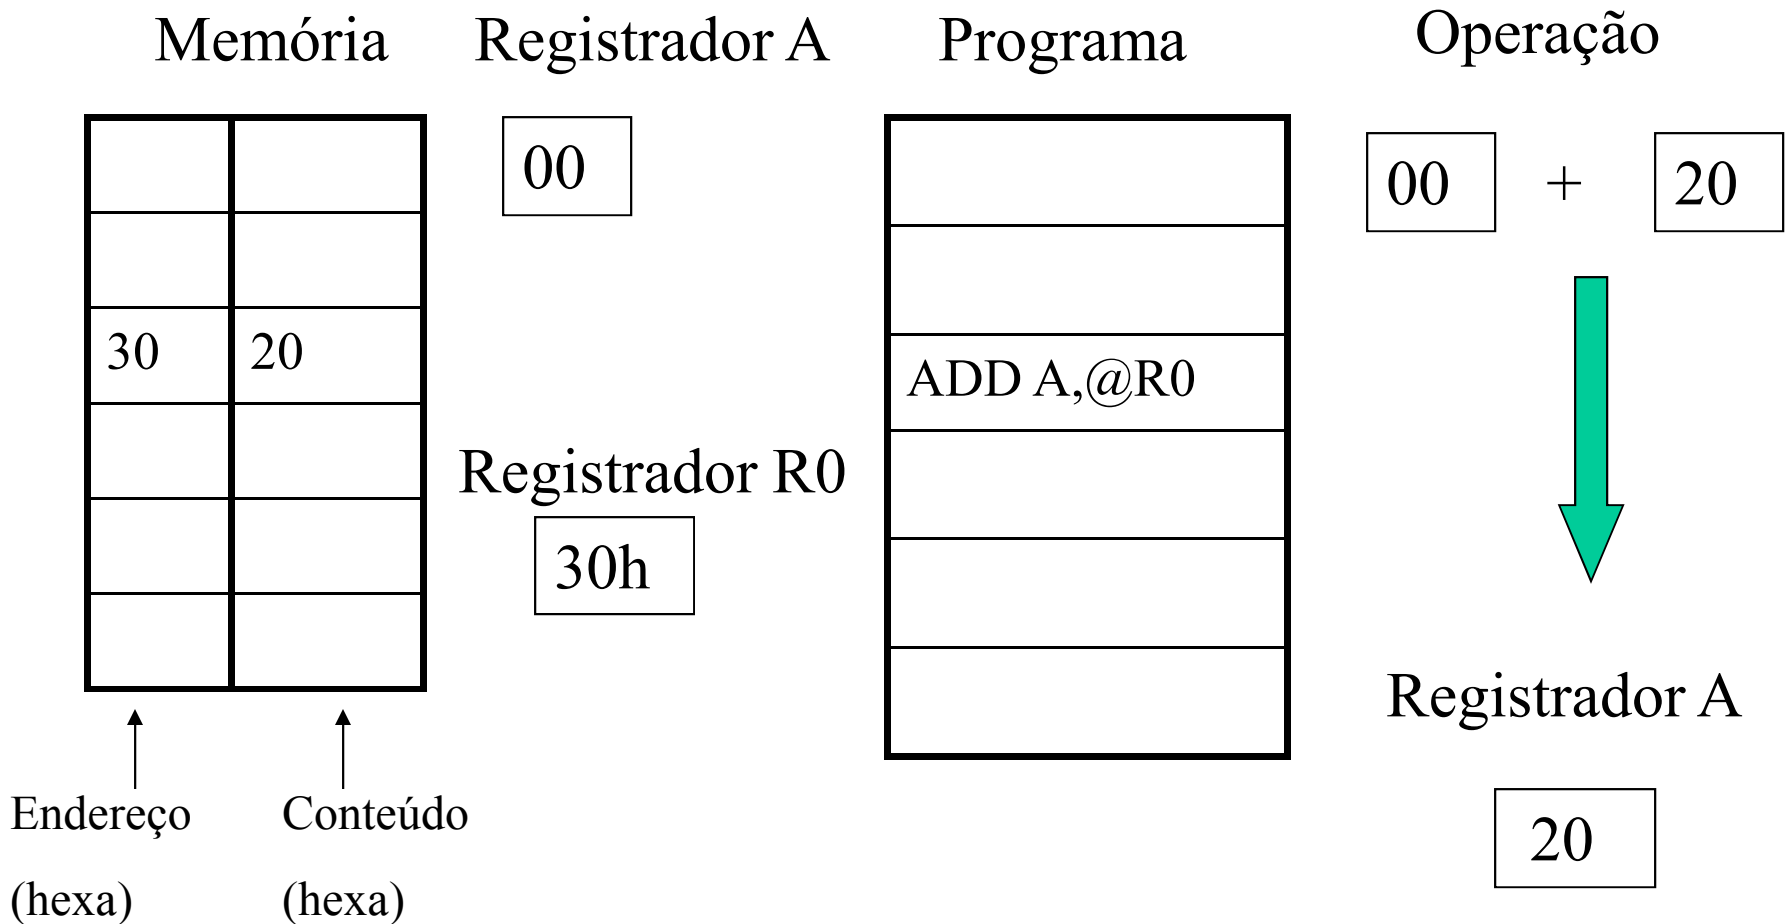 Memória
Registrador A
Programa
Operação
00
00 + 20
30 20
ADD A,@R0
Registrador R0
30h
Registrador A
20
Endereço
(hexa)
Conteúdo
(hexa)